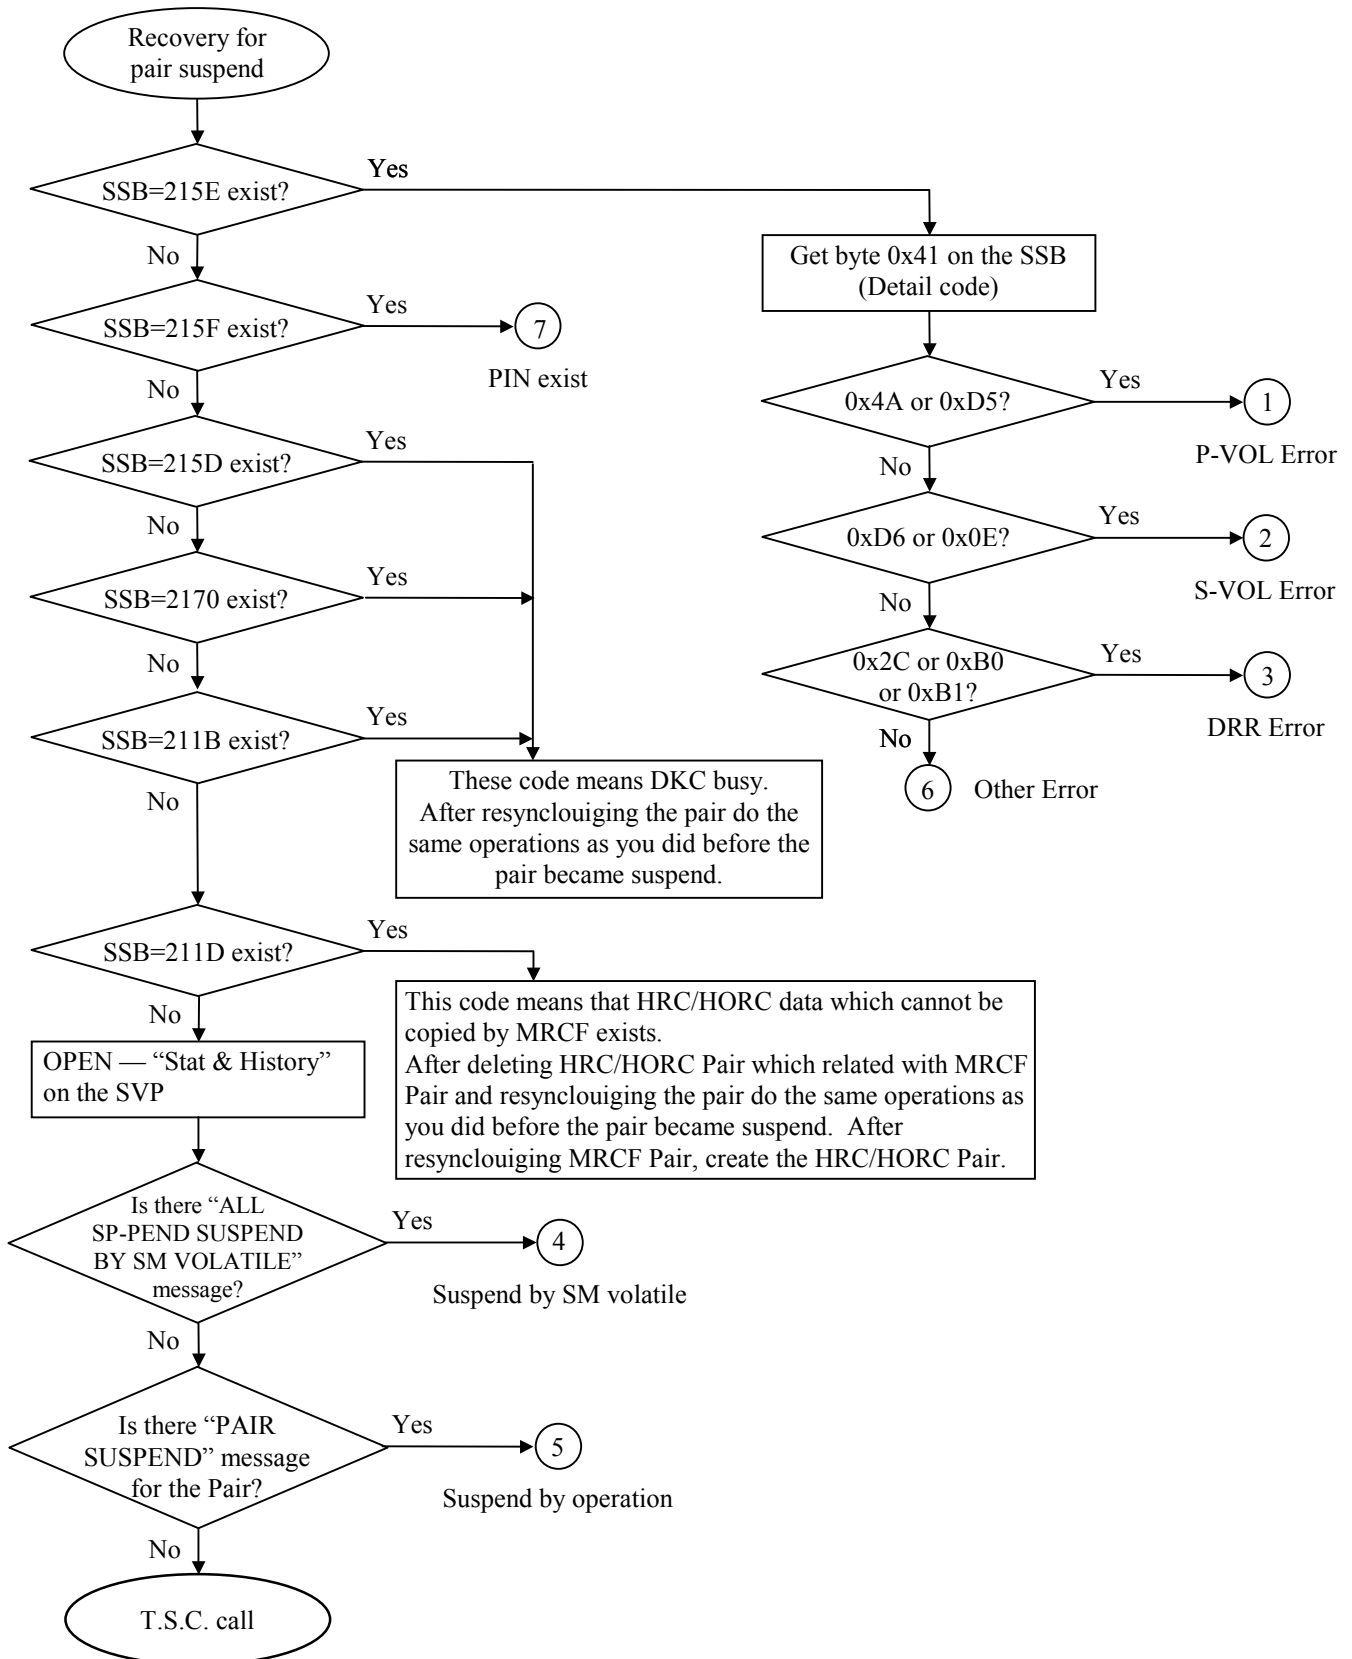 Recovery for
pair suspend
SSB=215E exist?
Yes
No
Get byte 0x41 on the SSB
(Detail code)
SSB=215F exist?
Yes
7
PIN exist
No
0x4A or 0xD5?
Yes
1
P-VOL Error
No
SSB=215D exist?
Yes
No
0xD6 or 0x0E?
Yes
2
S-VOL Error
No
SSB=2170 exist?
Yes
No
0x2C or 0xB0
or 0xB1?
Yes
3
DRR Error
No
6
Other Error
SSB=211B exist?
Yes
No
These code means DKC busy.
After resynclouiging the pair do the
same operations as you did before the
pair became suspend.
SSB=211D exist?
Yes
No
This code means that HRC/HORC data which cannot be
copied by MRCF exists.
After deleting HRC/HORC Pair which related with MRCF
Pair and resynclouiging the pair do the same operations as
you did before the pair became suspend.  After
resynclouiging MRCF Pair, create the HRC/HORC Pair.
OPEN — “Stat & History”
on the SVP
Is there “ALL
SP-PEND SUSPEND
BY SM VOLATILE”
message?
Yes
4
Suspend by SM volatile
No
Is there “PAIR
SUSPEND” message
for the Pair?
Yes
5
Suspend by operation
No
T.S.C. call